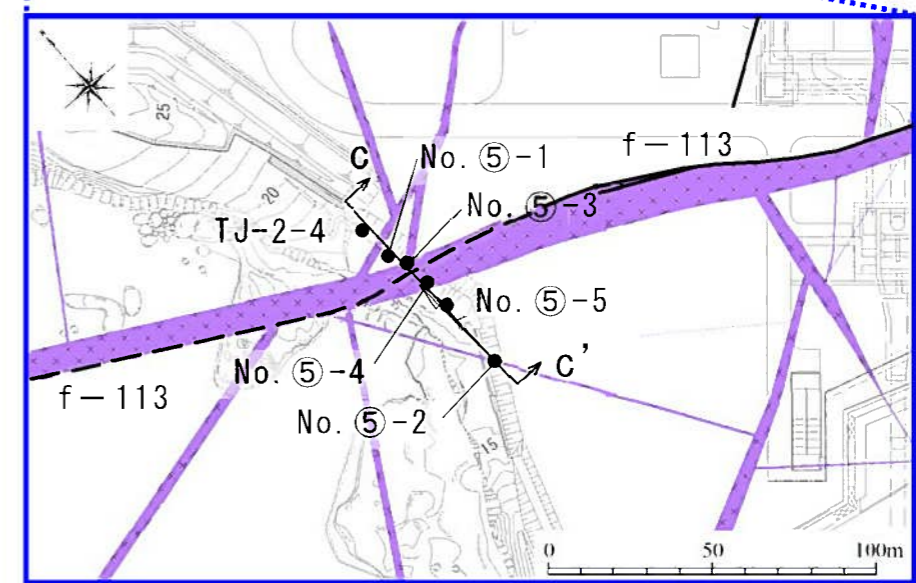 25
f-113
C
No. ⑤-1
20
No. ⑤-3
TJ-2-4
No. ⑤-5
No. ⑤-4
C'
f-113
No. ⑤-2
15
0 50 100m